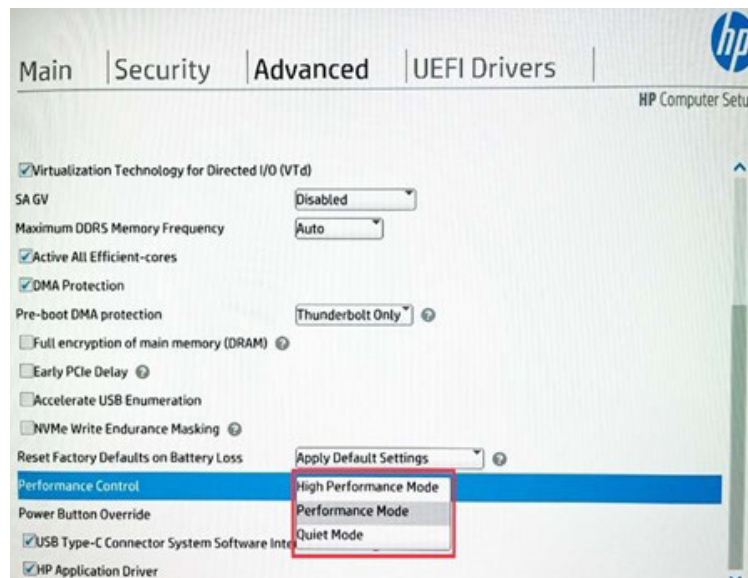 hp
Main | Security | Advanced | UEFI Drivers |
HP Computer Setu
Virtualization Technology for Directed I/O (VTd)
SA GV Disabled
Maximum DDR5 Memory Frequency Auto
Active All Efficient-cores
DMA Protection
Pre-boot DMA protection Thunderbolt Only ?
Full encryption of main memory (DRAM) ?
Early PCIe Delay ?
Accelerate USB Enumeration
NVMe Write Endurance Masking ?
Reset Factory Defaults on Battery Loss Apply Default Settings ?
Performance Control High Performance Mode
Power Button Override Performance Mode
Quiet Mode
USB Type-C Connector System Software Inte
HP Application Driver